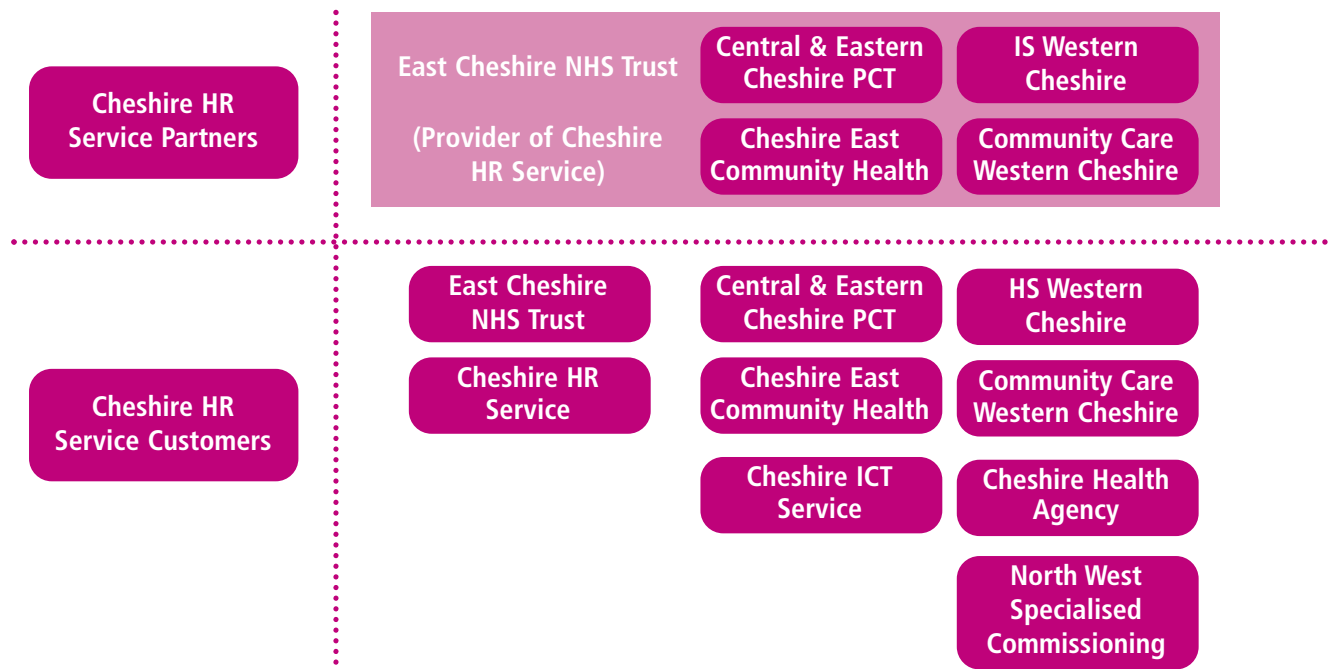 Cheshire HR
Service Partners
East Cheshire NHS Trust
(Provider of Cheshire
HR Service)
Central & Eastern
Cheshire PCT
IS Western
Cheshire
Cheshire East
Community Health
Community Care
Western Cheshire
Cheshire HR
Service Customers
East Cheshire
NHS Trust
Central & Eastern
Cheshire PCT
HS Western
Cheshire
Cheshire HR
Service
Cheshire East
Community Health
Community Care
Western Cheshire
Cheshire ICT
Service
Cheshire Health
Agency
North West
Specialised
Commissioning